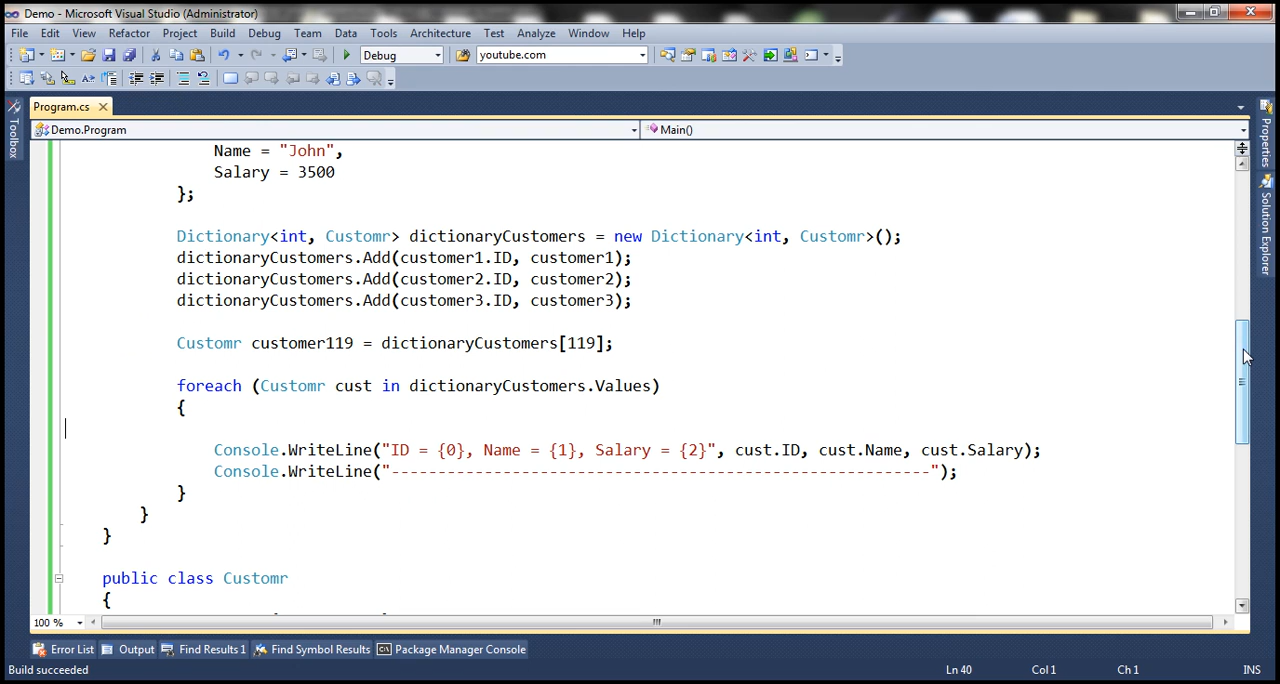 Demo - Microsoft Visual Studio (Administrator)
File Edit View Refactor Project Build Debug Team Data Tools Architecture Test Analyze Window Help
Debug youtube.com
Program.cs
Demo.Program Main()
Toolbox
Properties
Solution Explorer
Name = "John",
Salary = 3500
};
Dictionary<int, Customr> dictionaryCustomers = new Dictionary<int, Customr>();
dictionaryCustomers.Add(customer1.ID, customer1);
dictionaryCustomers.Add(customer2.ID, customer2);
dictionaryCustomers.Add(customer3.ID, customer3);
Customr customer119 = dictionaryCustomers[119];
foreach (Customr cust in dictionaryCustomers.Values)
{
Console.WriteLine("ID = {0}, Name = {1}, Salary = {2}", cust.ID, cust.Name, cust.Salary);
Console.WriteLine("----------------------------------------------------------");
}
}
}
public class Customr
{
100 %
Error List Output Find Results 1 Find Symbol Results Package Manager Console
Build succeeded Ln 40 Col 1 Ch 1 INS